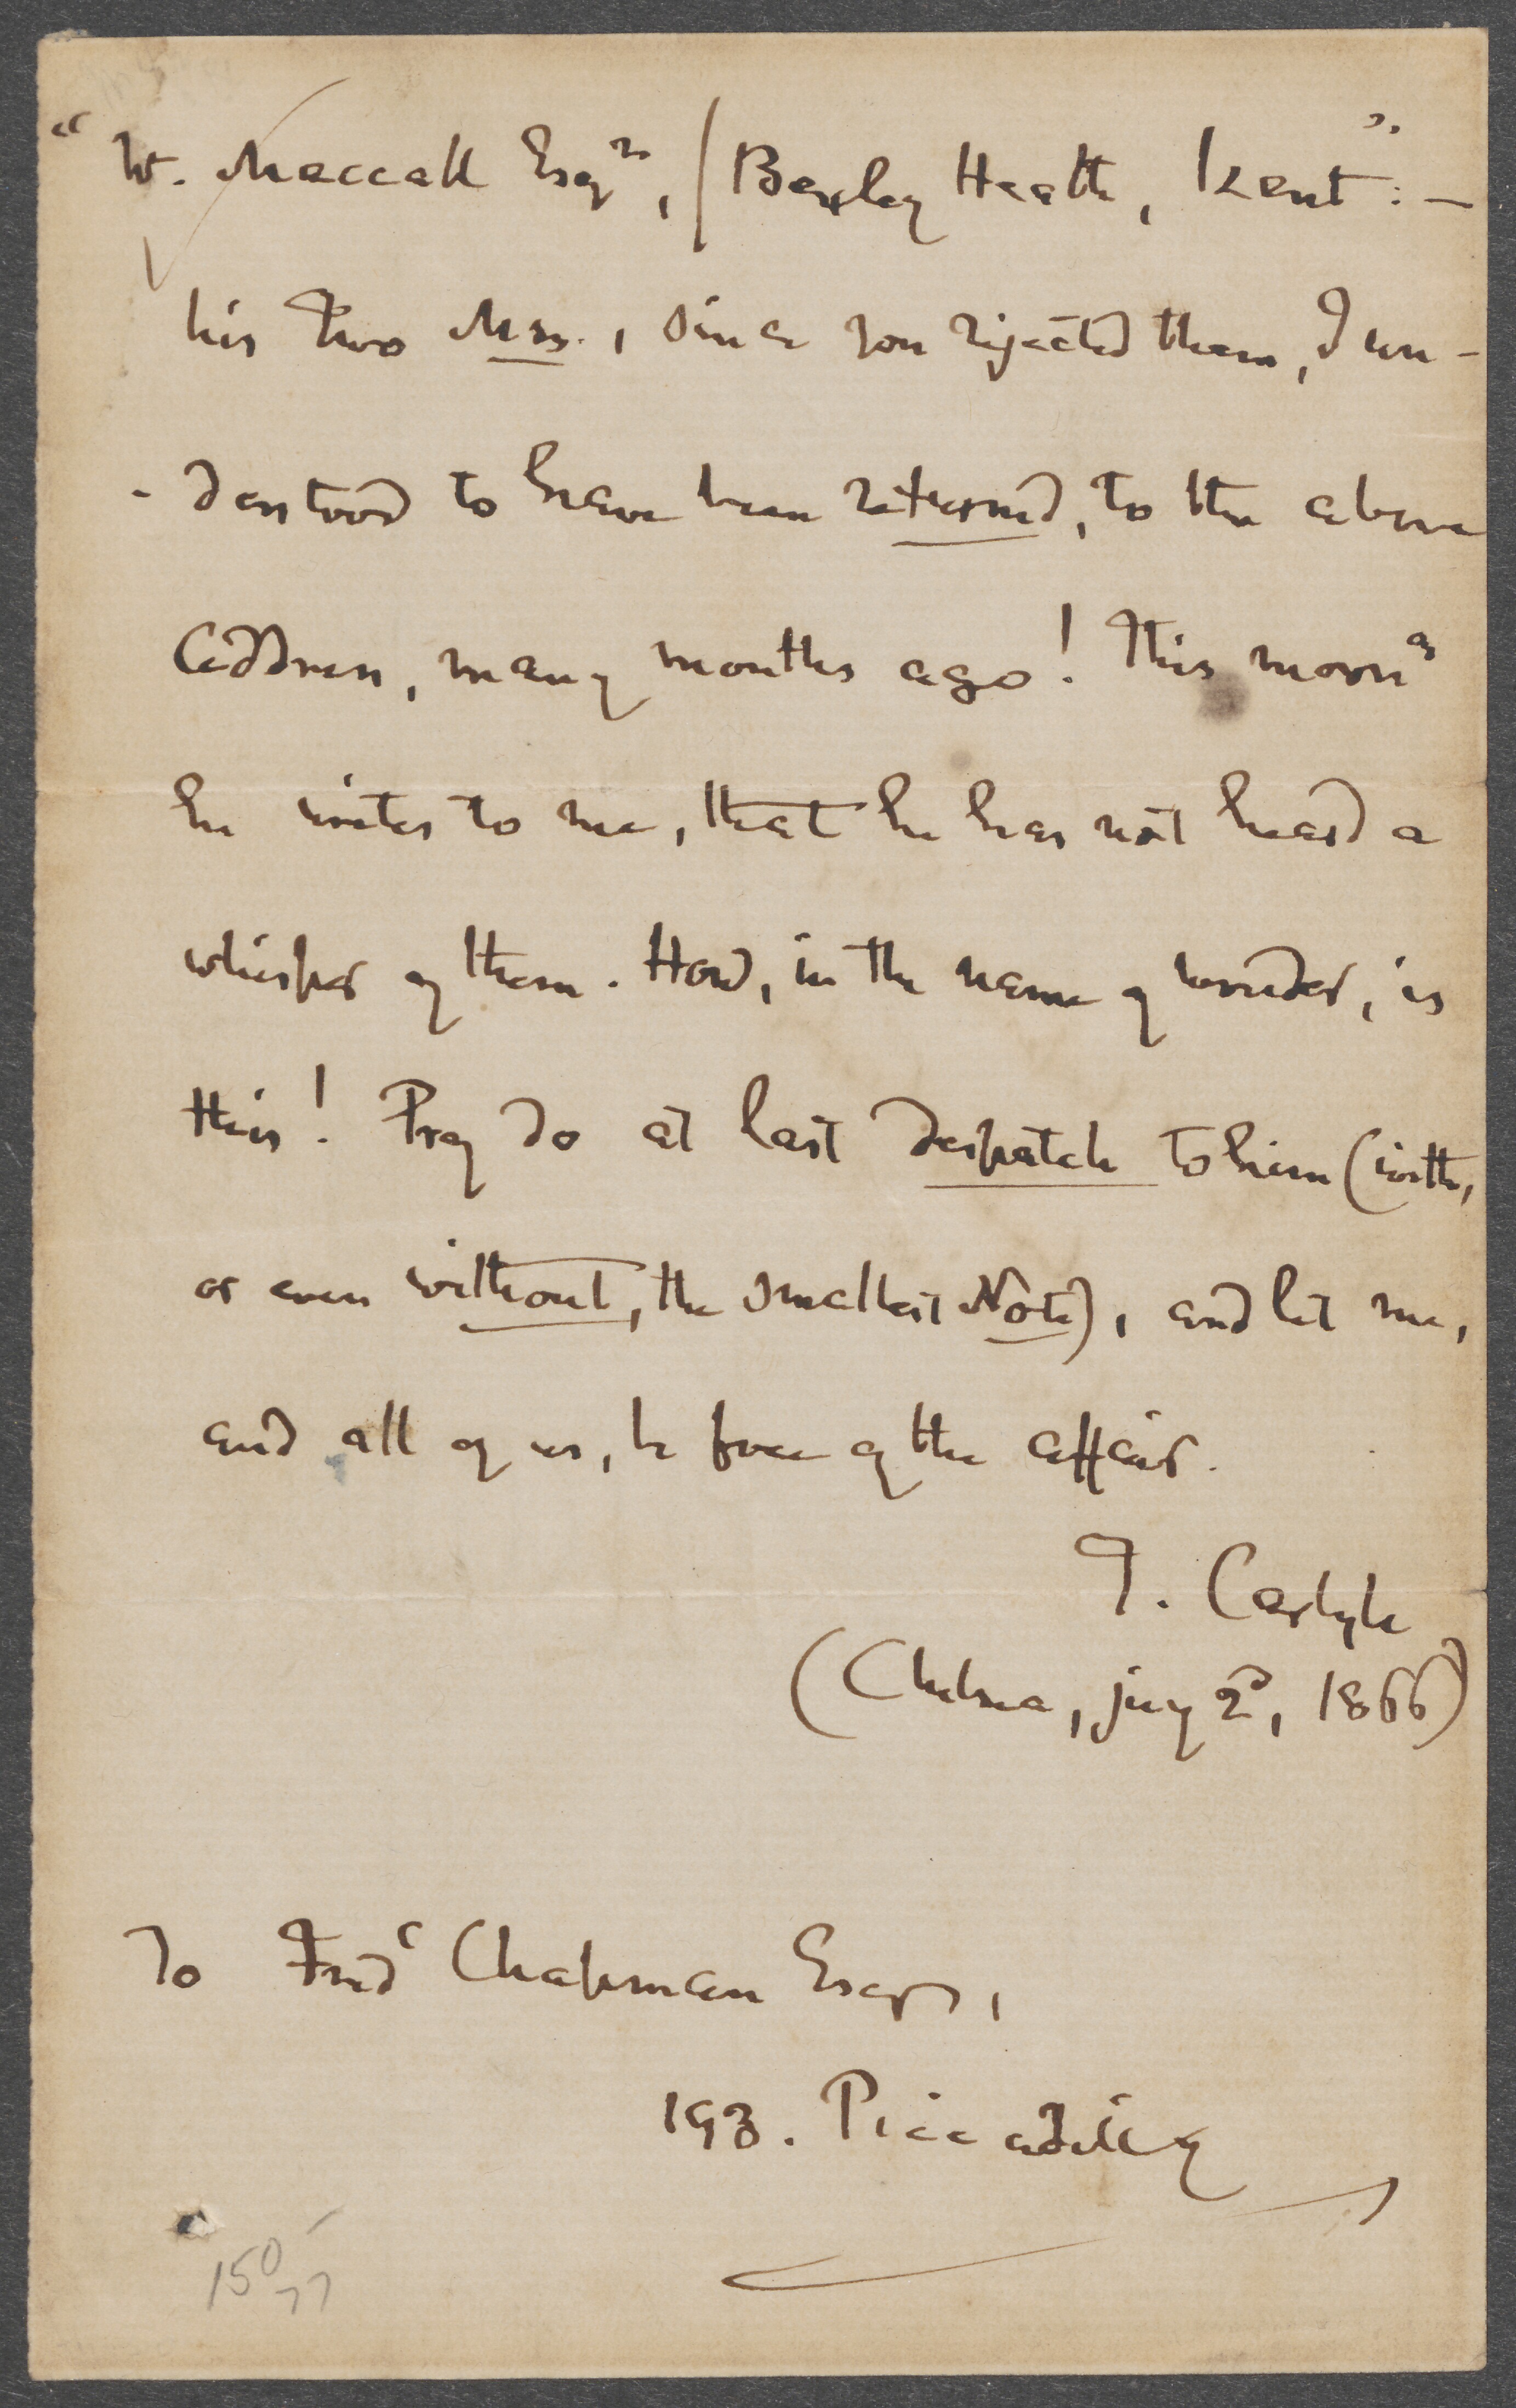 "W. Maccall Esqre, / Bexley Heath, Kent": —
his two Mss., since you rejected them, I un-
-derstood to have been returned, to the above
Address, many months ago! This morng
he writes to me, that he has not heard a
whisper of them. How, in the name of wonder, is
this! Pray do at last despatch to him (with,
or even without, the smallest Note), and let me,
and all of us, be free of the affair.
T. Carlyle
(Chelsea, juy 2d, 1866)
To Fredc Chapman Esqr,
193. Piccadilly
150
77